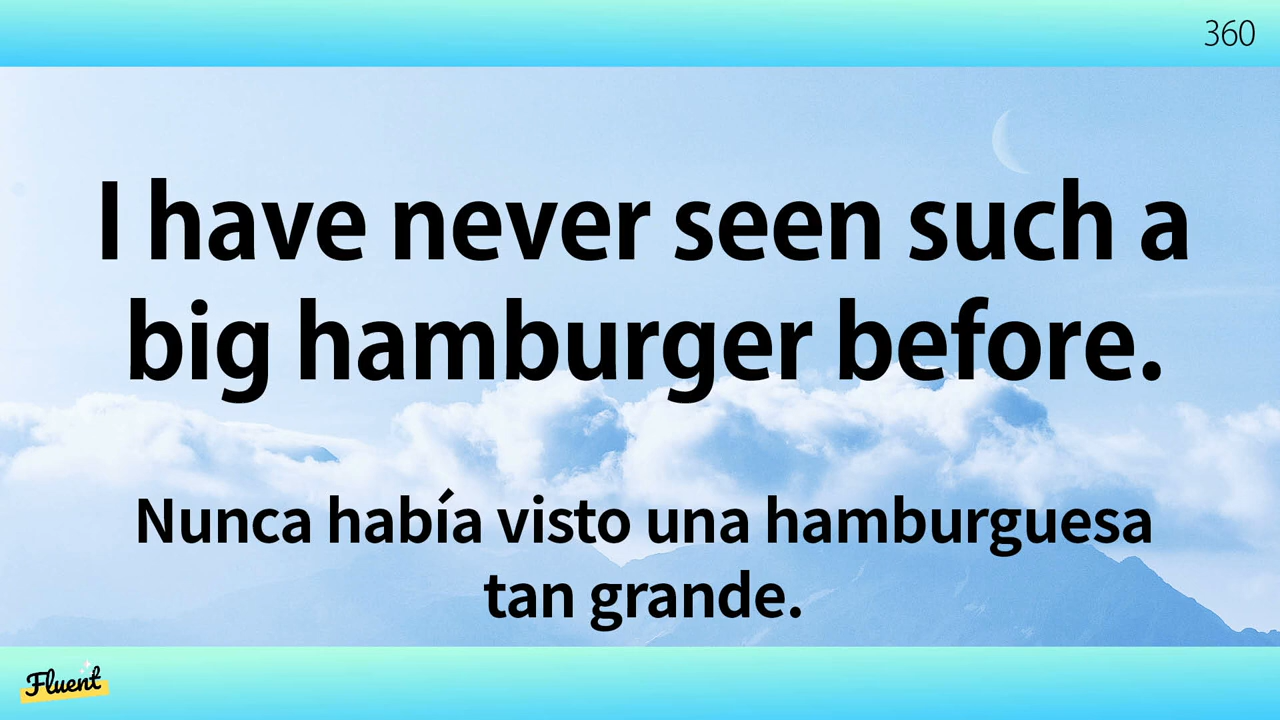 360
I have never seen such a
big hamburger before.
Nunca había visto una hamburguesa
tan grande.
Fluent